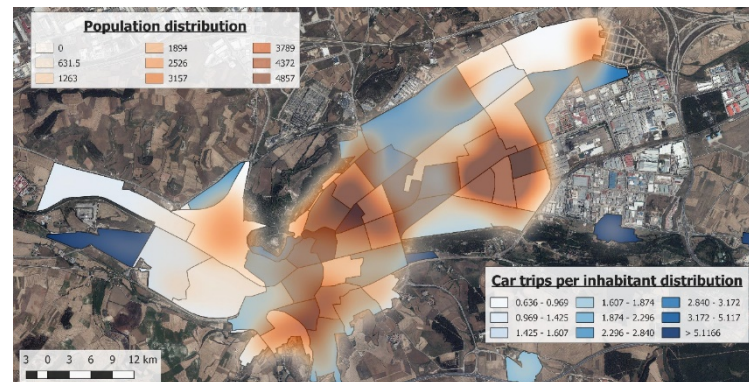 Population distribution
0 1894 3789
631.5 2526 4372
1263 3157 4857
Car trips per inhabitant distribution
0.636 - 0.969 1.607 - 1.874 2.840 - 3.172
0.969 - 1.425 1.874 - 2.296 3.172 - 5.117
1.425 - 1.607 2.296 - 2.840 > 5.1166
3 0 3 6 9 12 km